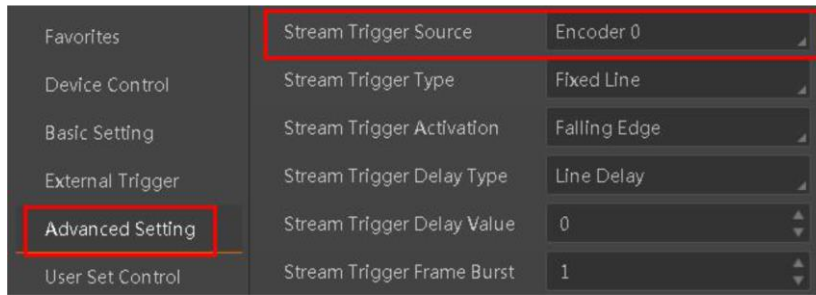 Favorites
Device Control
Basic Setting
External Trigger
Advanced Setting
User Set Control
Stream Trigger Source Encoder 0
Stream Trigger Type Fixed Line
Stream Trigger Activation Falling Edge
Stream Trigger Delay Type Line Delay
Stream Trigger Delay Value 0
Stream Trigger Frame Burst 1